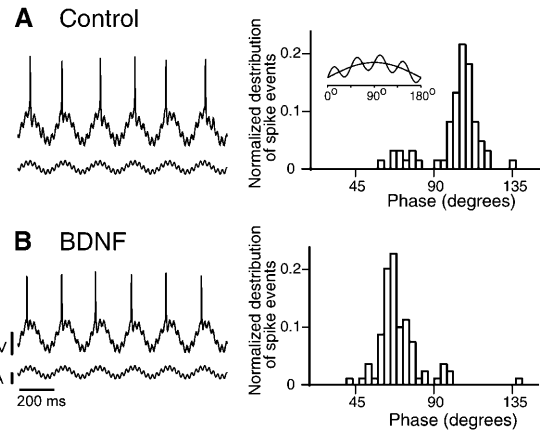 A Control
Normalized destribution
of spike events
0.2
0.1
0
0° 90° 180°
45 90 135
Phase (degrees)
B BDNF
Normalized destribution
of spike events
0.2
0.1
0
45 90 135
Phase (degrees)
200 ms